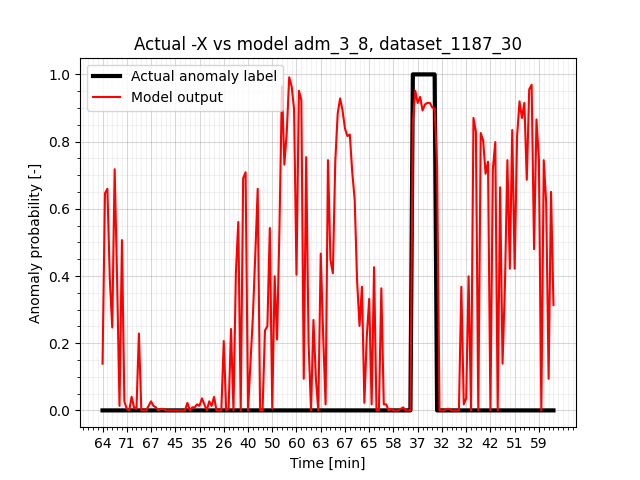 Actual -X vs model adm_3_8, dataset_1187_30
Actual anomaly label
Model output
Anomaly probability [-]
1.0
0.8
0.6
0.4
0.2
0.0
64 71 67 45 35 26 40 50 60 63 67 65 58 37 32 32 42 51 59
Time [min]